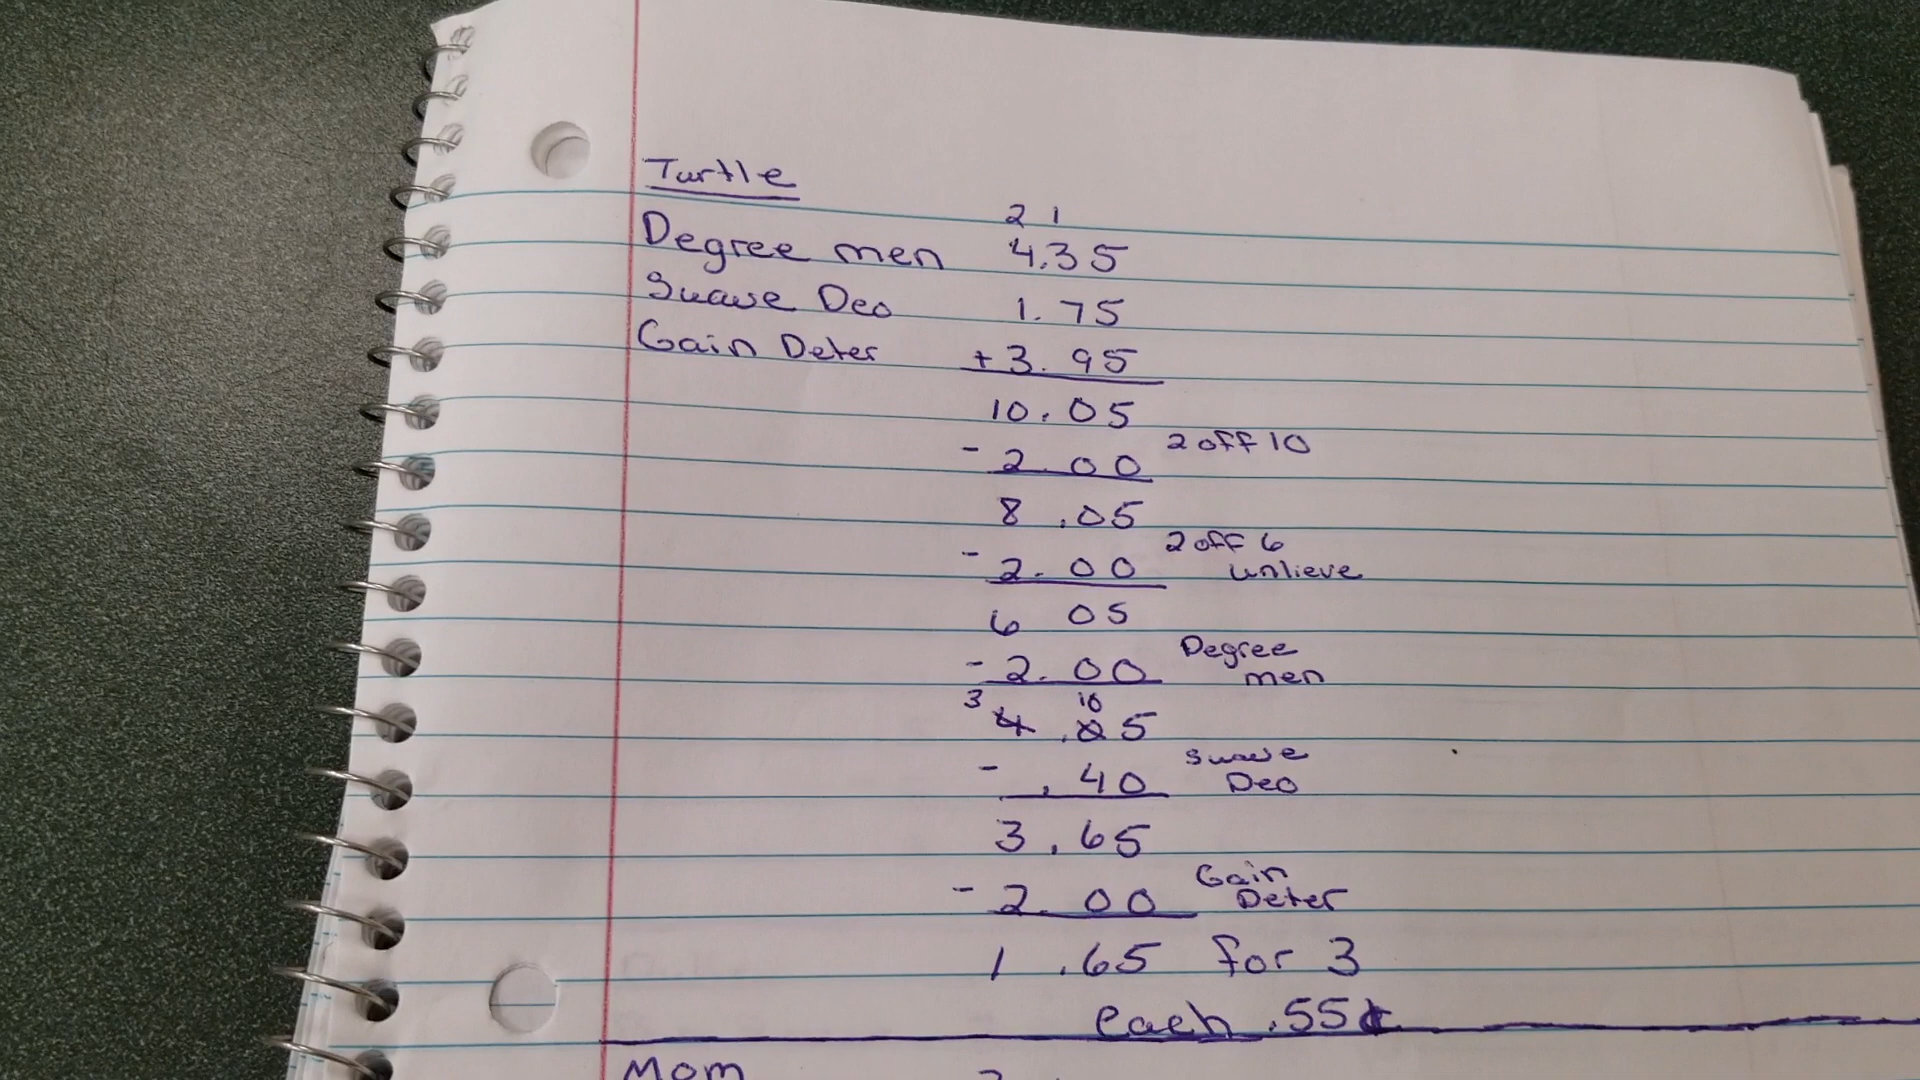 Turtle
2 1
Degree men 4.35
Suave Deo 1.75
Gain Deter +3.95
10.05
- 2.00 2 off 10
8.05
- 2.00 2 off 6
unlieve
6 05
- 2.00 Degree
men
3 10
4.05
- .40 Suave
Deo
3.65
- 2.00 Gain
Deter
1.65 for 3
each .55¢
Mom